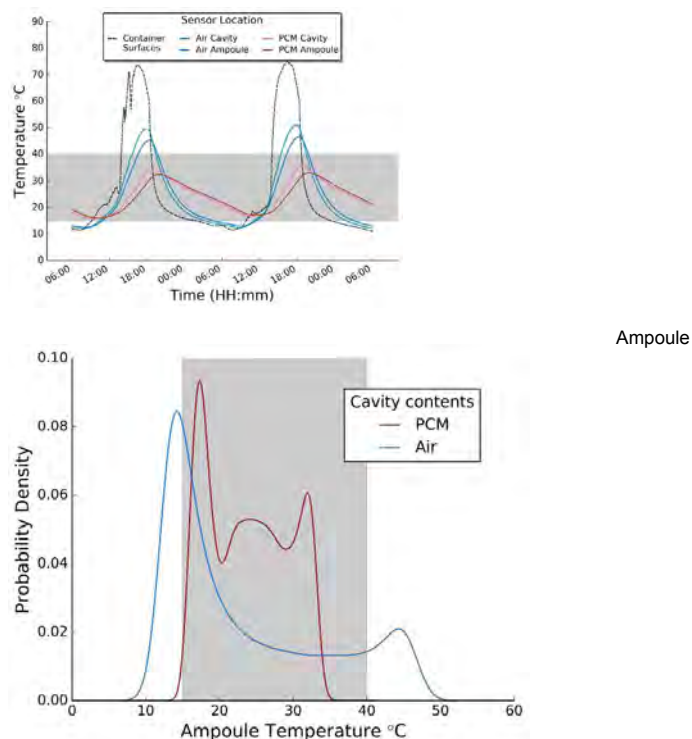 Sensor Location
Container Surfaces
Air Cavity
Air Ampoule
PCM Cavity
PCM Ampoule
Temperature °C
90
80
70
60
50
40
30
20
10
0
06:00 12:00 18:00 00:00 06:00 12:00 18:00 00:00 06:00
Time (HH:mm)
Ampoule
Probability Density
0.10
0.08
0.06
0.04
0.02
0.00
Cavity contents
PCM
Air
0 10 20 30 40 50 60
Ampoule Temperature °C